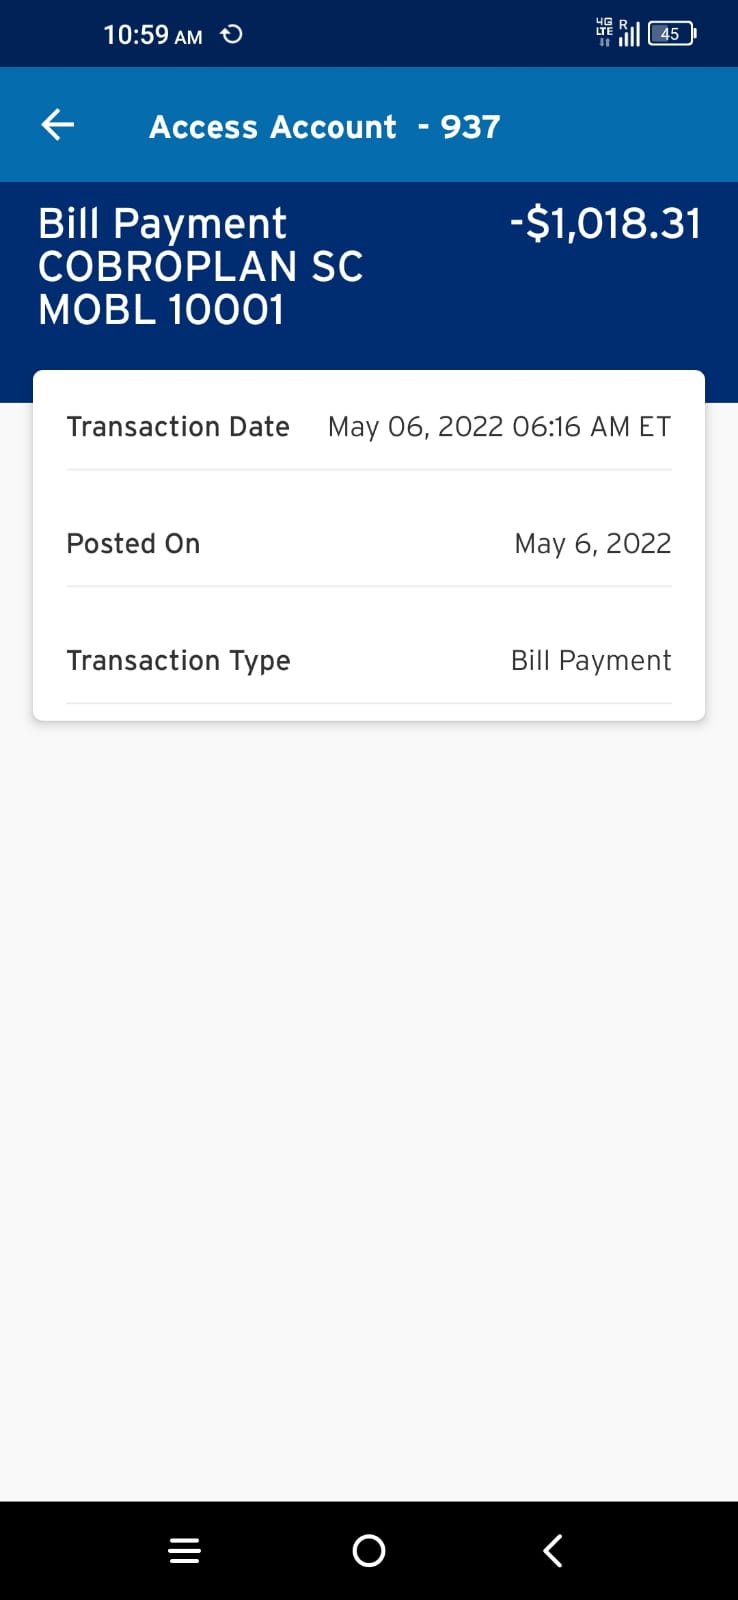 10:59 AM 4G R LTE 45
Access Account - 937
Bill Payment -$1,018.31
COBROPLAN SC
MOBL 10001
Transaction Date May 06, 2022 06:16 AM ET
Posted On May 6, 2022
Transaction Type Bill Payment